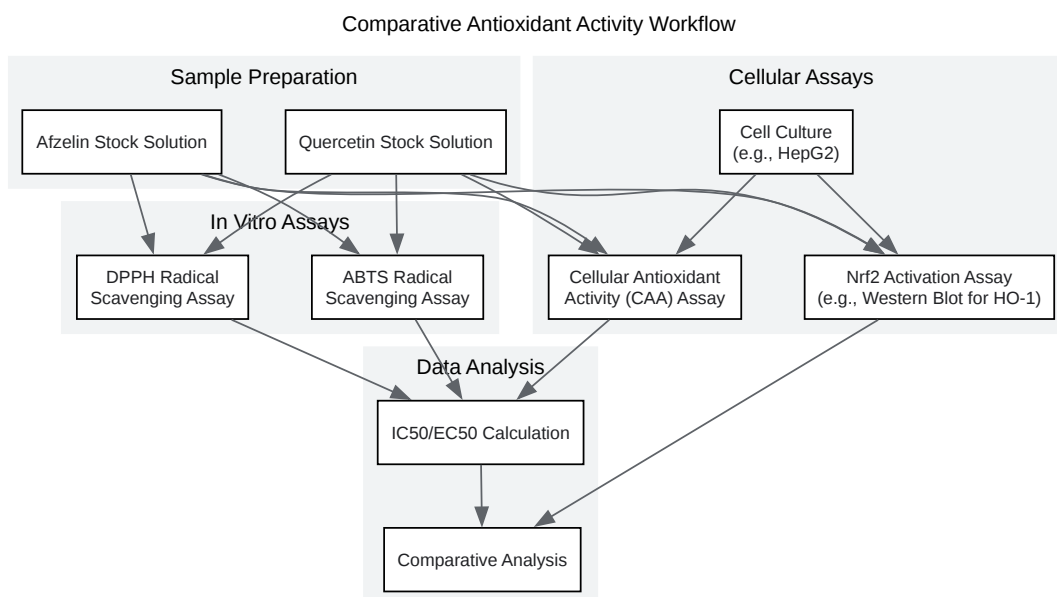 Comparative Antioxidant Activity Workflow
Sample Preparation
Cellular Assays
Afzelin Stock Solution
Quercetin Stock Solution
Cell Culture
(e.g., HepG2)
In Vitro Assays
DPPH Radical
Scavenging Assay
ABTS Radical
Scavenging Assay
Cellular Antioxidant
Activity (CAA) Assay
Nrf2 Activation Assay
(e.g., Western Blot for HO-1)
Data Analysis
IC50/EC50 Calculation
Comparative Analysis